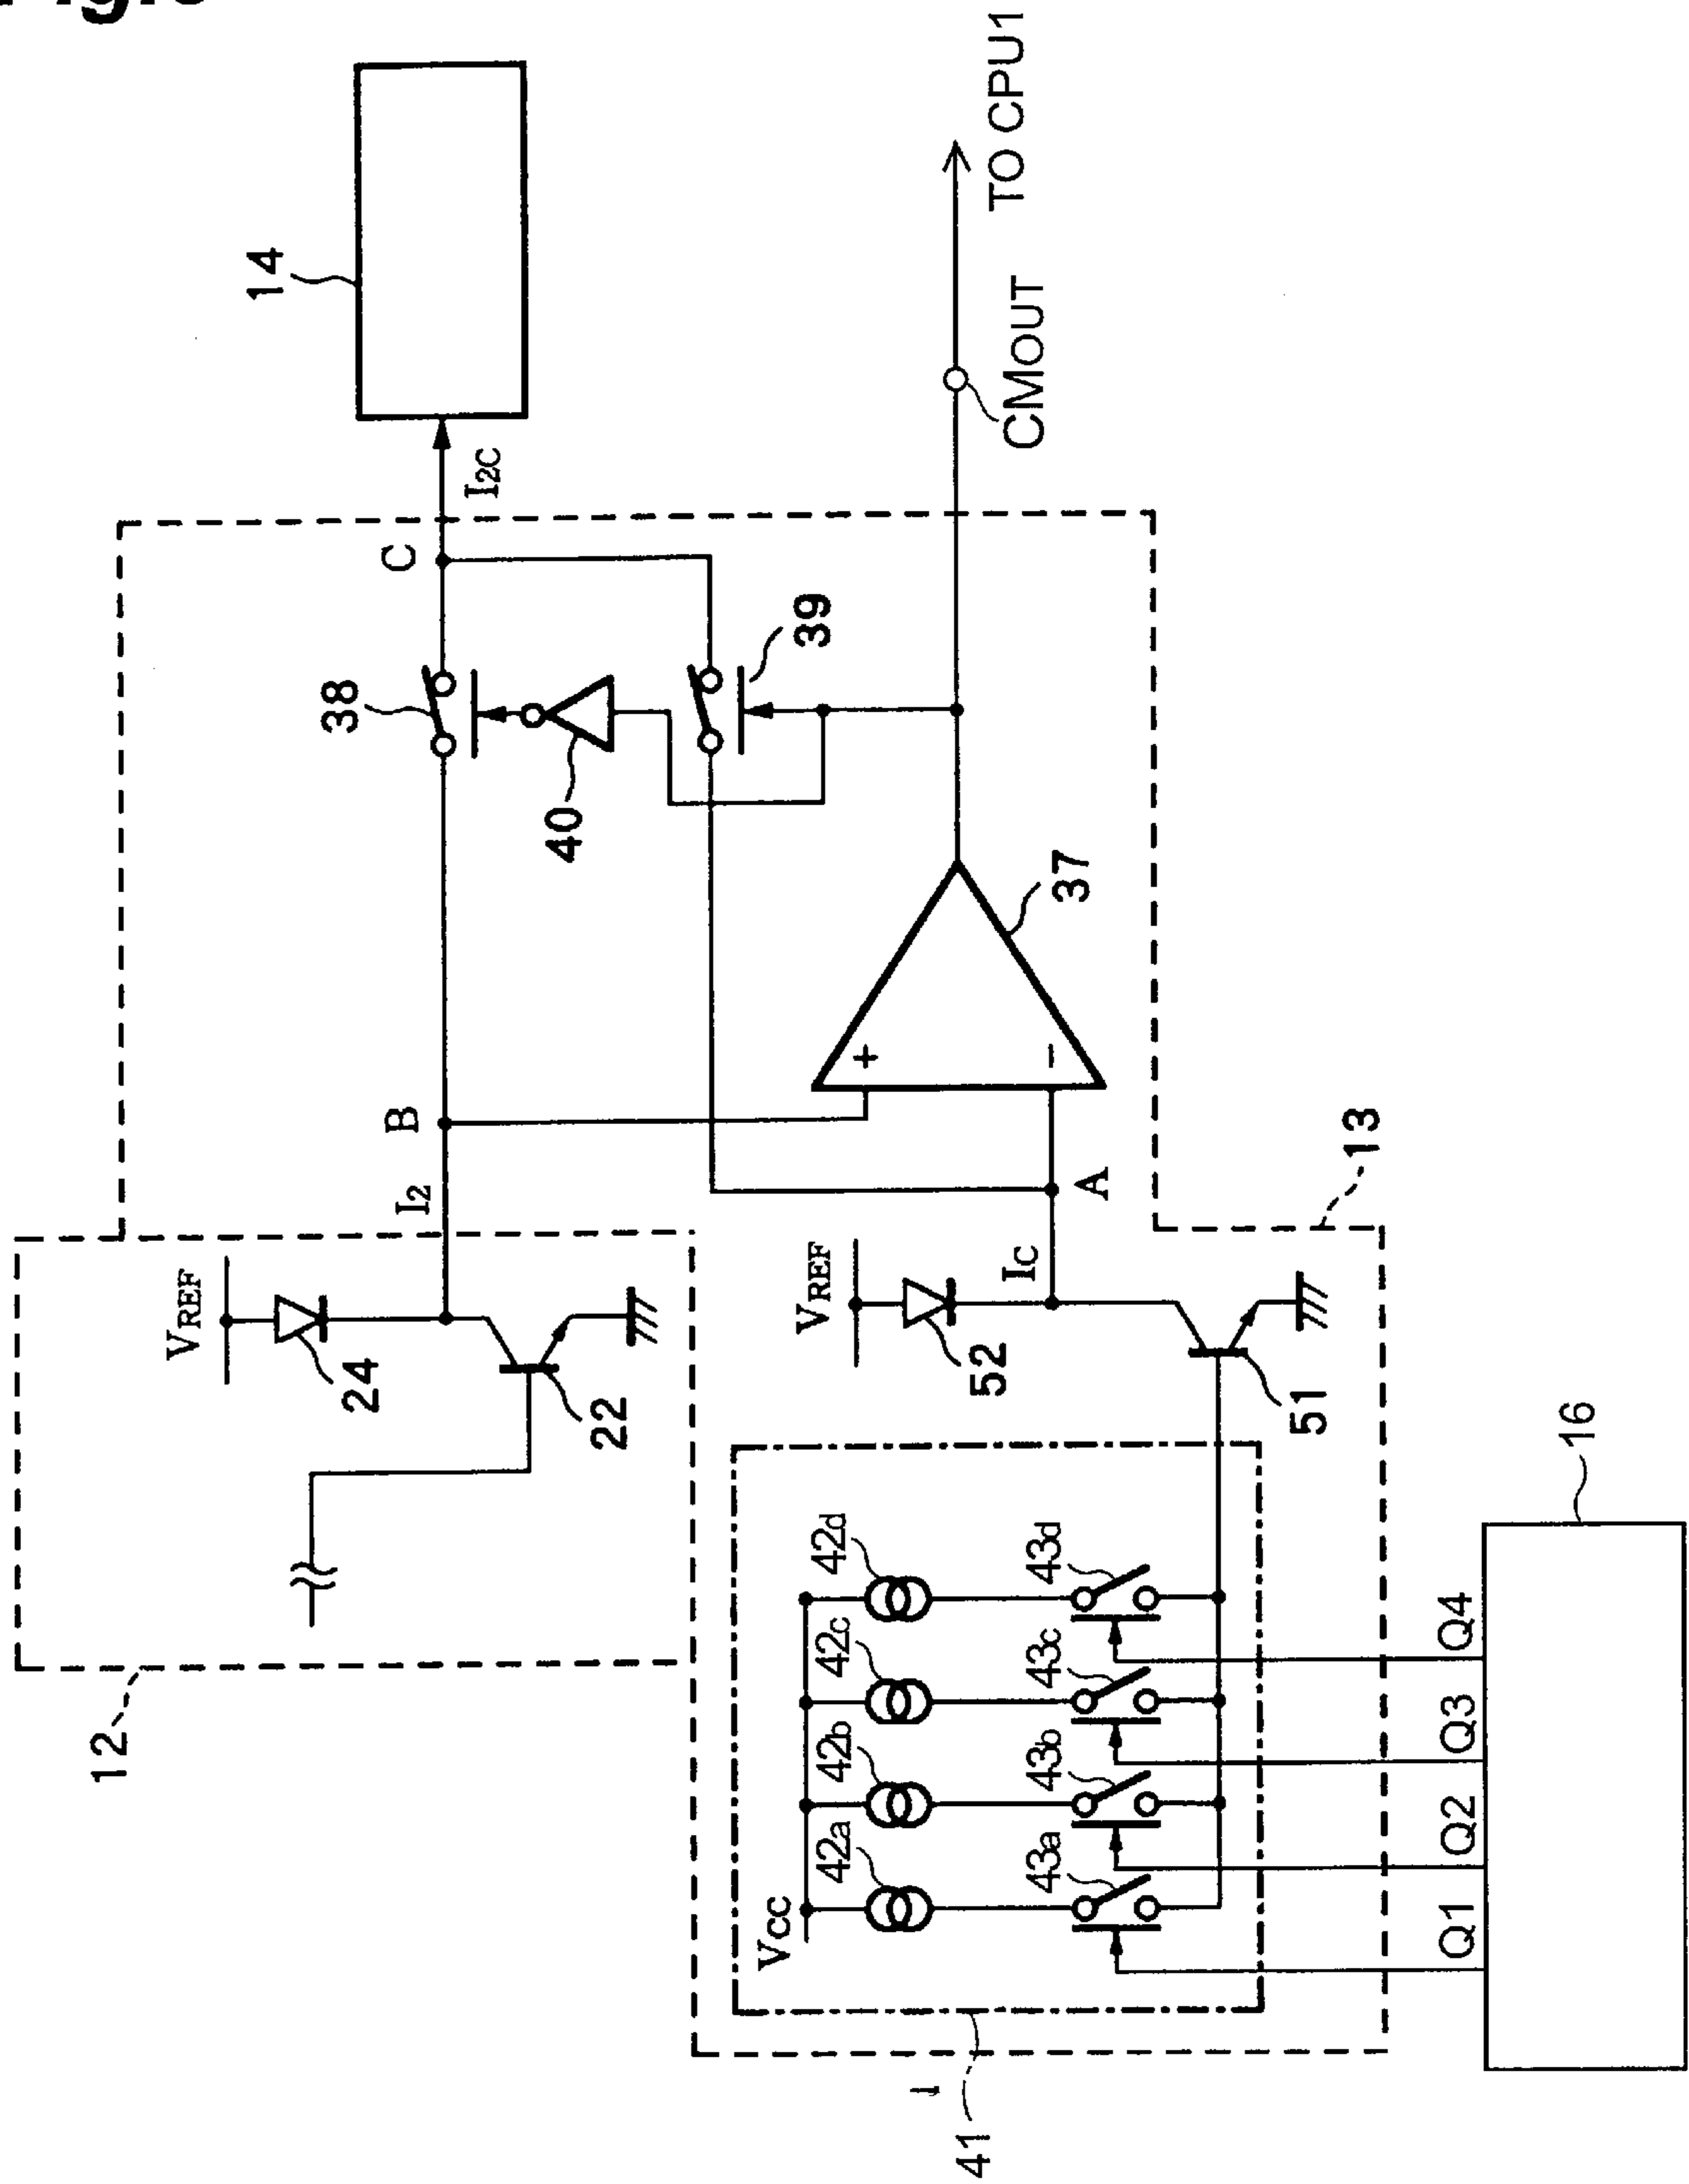 14
I2C
C
38
40
39
TO CPU1
CMOUT
B
I2
+
−
37
A
IC
13
VREF
24
22
12
VREF
52
51
VCC
42a
42b
42c
42d
43a
43b
43c
43d
41
Q1
Q2
Q3
Q4
16